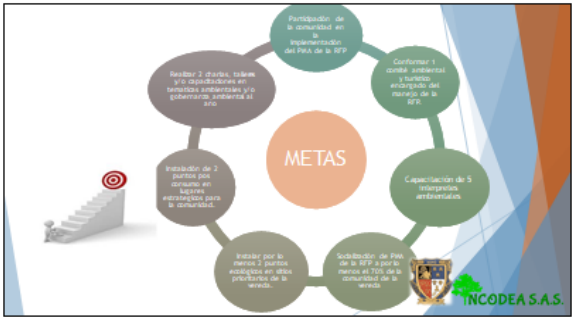 Participación de
la comunidad en
la
implementación
del PMA de la RFP
Conformar 1
comité ambiental
y turístico
encargado del
manejo de la
RFP.
Capacitación de 5
interpretes
ambientales
Socialización de PMA
de la RFP a por lo
menos el 70% de la
comunidad de la
vereda
Instalar por lo
menos 2 puntos
ecológicos en sitios
prioritarios de la
vereda.
Instalación de 2
puntos pos
consumo en
lugares
estratégicos para
la comunidad.
Realizar 2 charlas, talleres
y/o capacitaciones en
temáticas ambientales y/o
gobernanza ambiental al
año
METAS
INCODEA S.A.S.